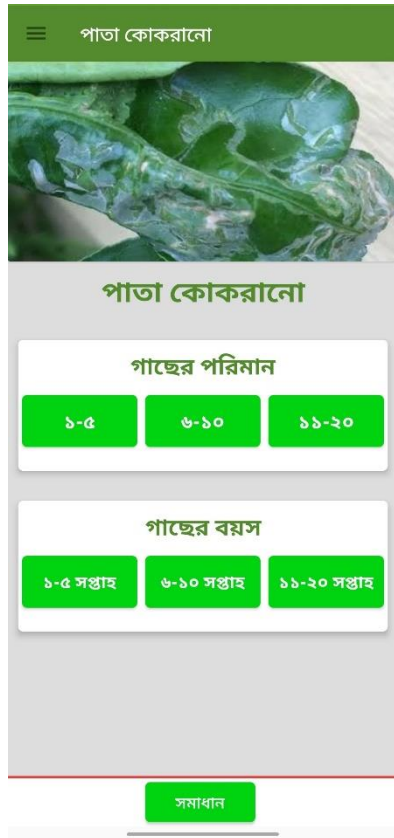 পাতা কোকরানো
পাতা কোকরানো
গাছের পরিমান
১-৫ ৬-১০ ১১-২০
গাছের বয়স
১-৫ সপ্তাহ ৬-১০ সপ্তাহ ১১-২০ সপ্তাহ
সমাধান